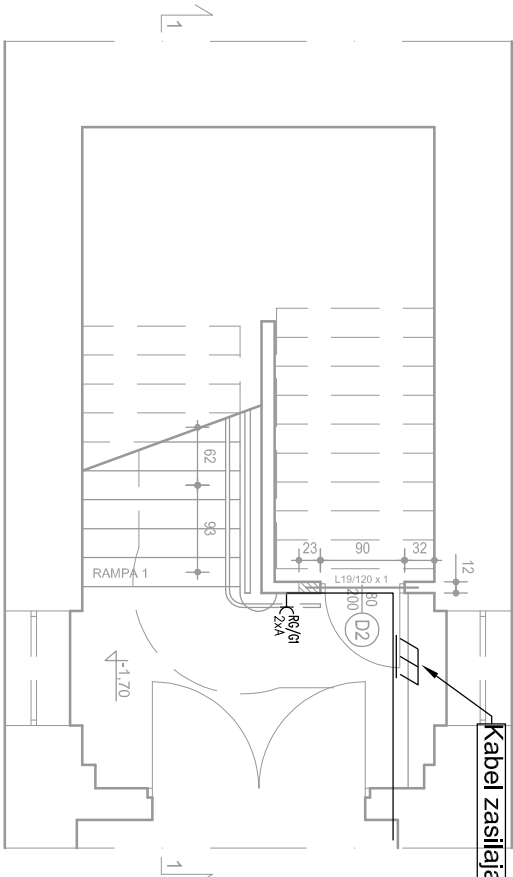 1
62
93
RAMPA 1
-1,70
23
90
32
12
L19/120 x 1
80
200
D2
RG/G1
2xA
Kabel zasilaja
1